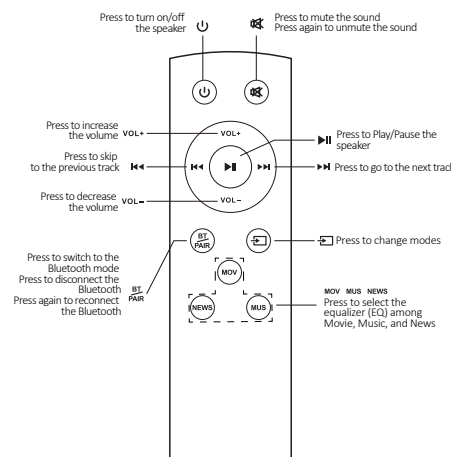 Press to turn on/off
the speaker
Press to mute the sound
Press again to unmute the sound
Press to increase
the volume VOL+
VOL+
Press to Play/Pause the
speaker
Press to skip
to the previous track
Press to go to the next track
Press to decrease
the volume VOL-
VOL-
BT
PAIR
Press to change modes
Press to switch to the
Bluetooth mode
Press to disconnect the
Bluetooth
Press again to reconnect
the Bluetooth
BT
PAIR
MOV
NEWS
MUS
MOV MUS NEWS
Press to select the
equalizer (EQ) among
Movie, Music, and News